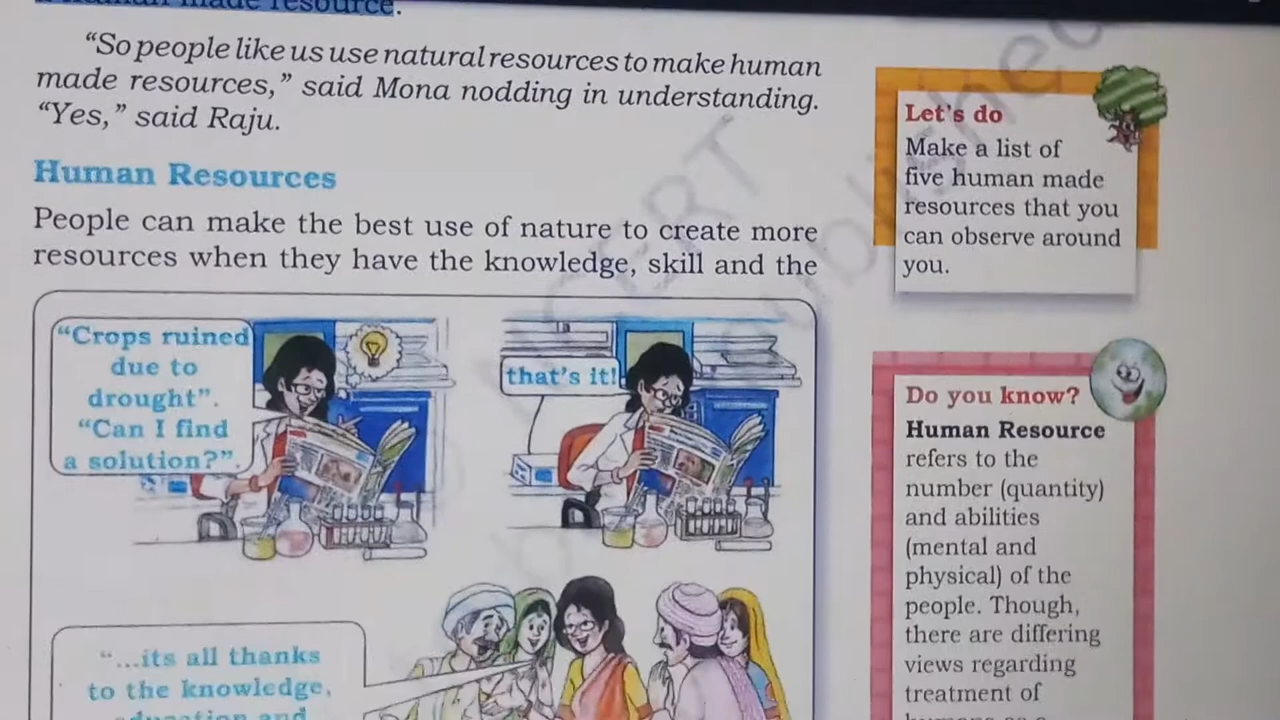 a human made resource.
“So people like us use natural resources to make human
made resources,” said Mona nodding in understanding.
“Yes,” said Raju.
Human Resources
People can make the best use of nature to create more
resources when they have the knowledge, skill and the
“Crops ruined
due to
drought”.
“Can I find
a solution?”.
that's it!
“...its all thanks
to the knowledge,
education and
Let's do
Make a list of
five human made
resources that you
can observe around
you.
Do you know?
Human Resource
refers to the
number (quantity)
and abilities
(mental and
physical) of the
people. Though,
there are differing
views regarding
treatment of